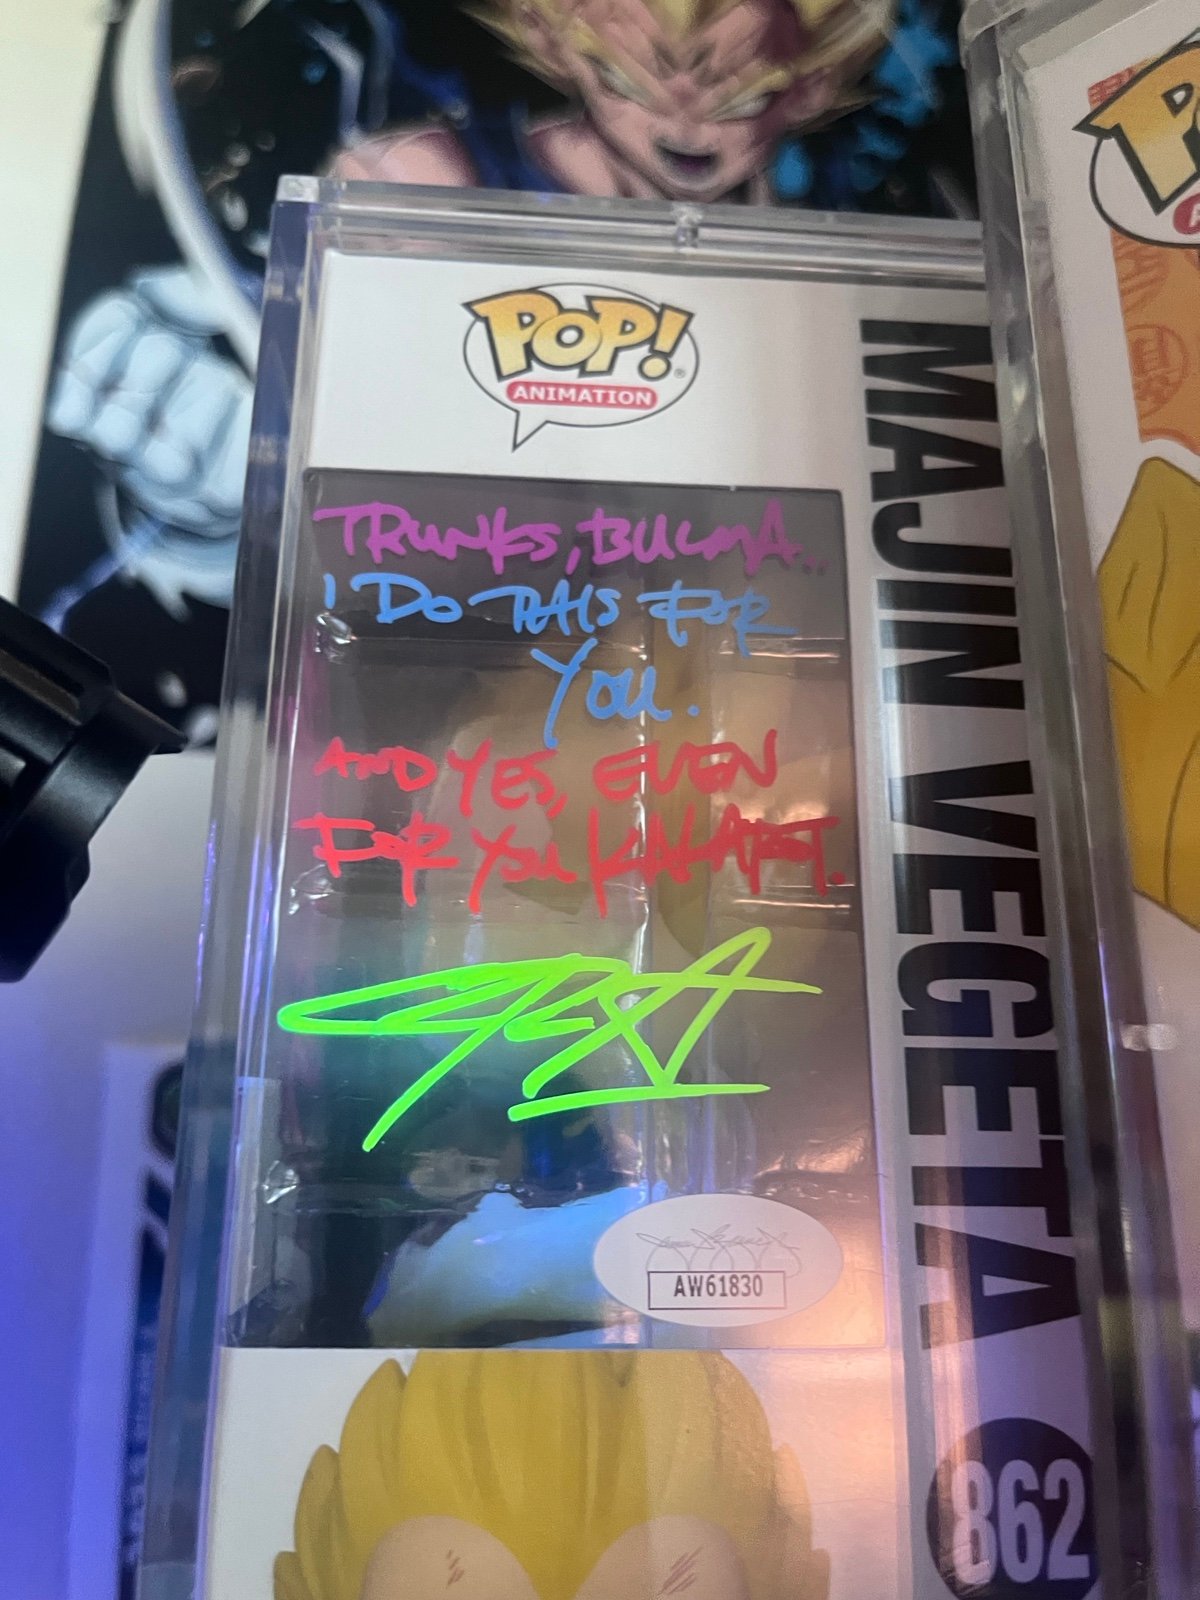 POP!
ANIMATION
TRUNKS, BULMA..
I DO THIS FOR
YOU.
AND YES, EVEN
FOR YOU KAKAROT.
AW61830
MAJIN VEGETA
862